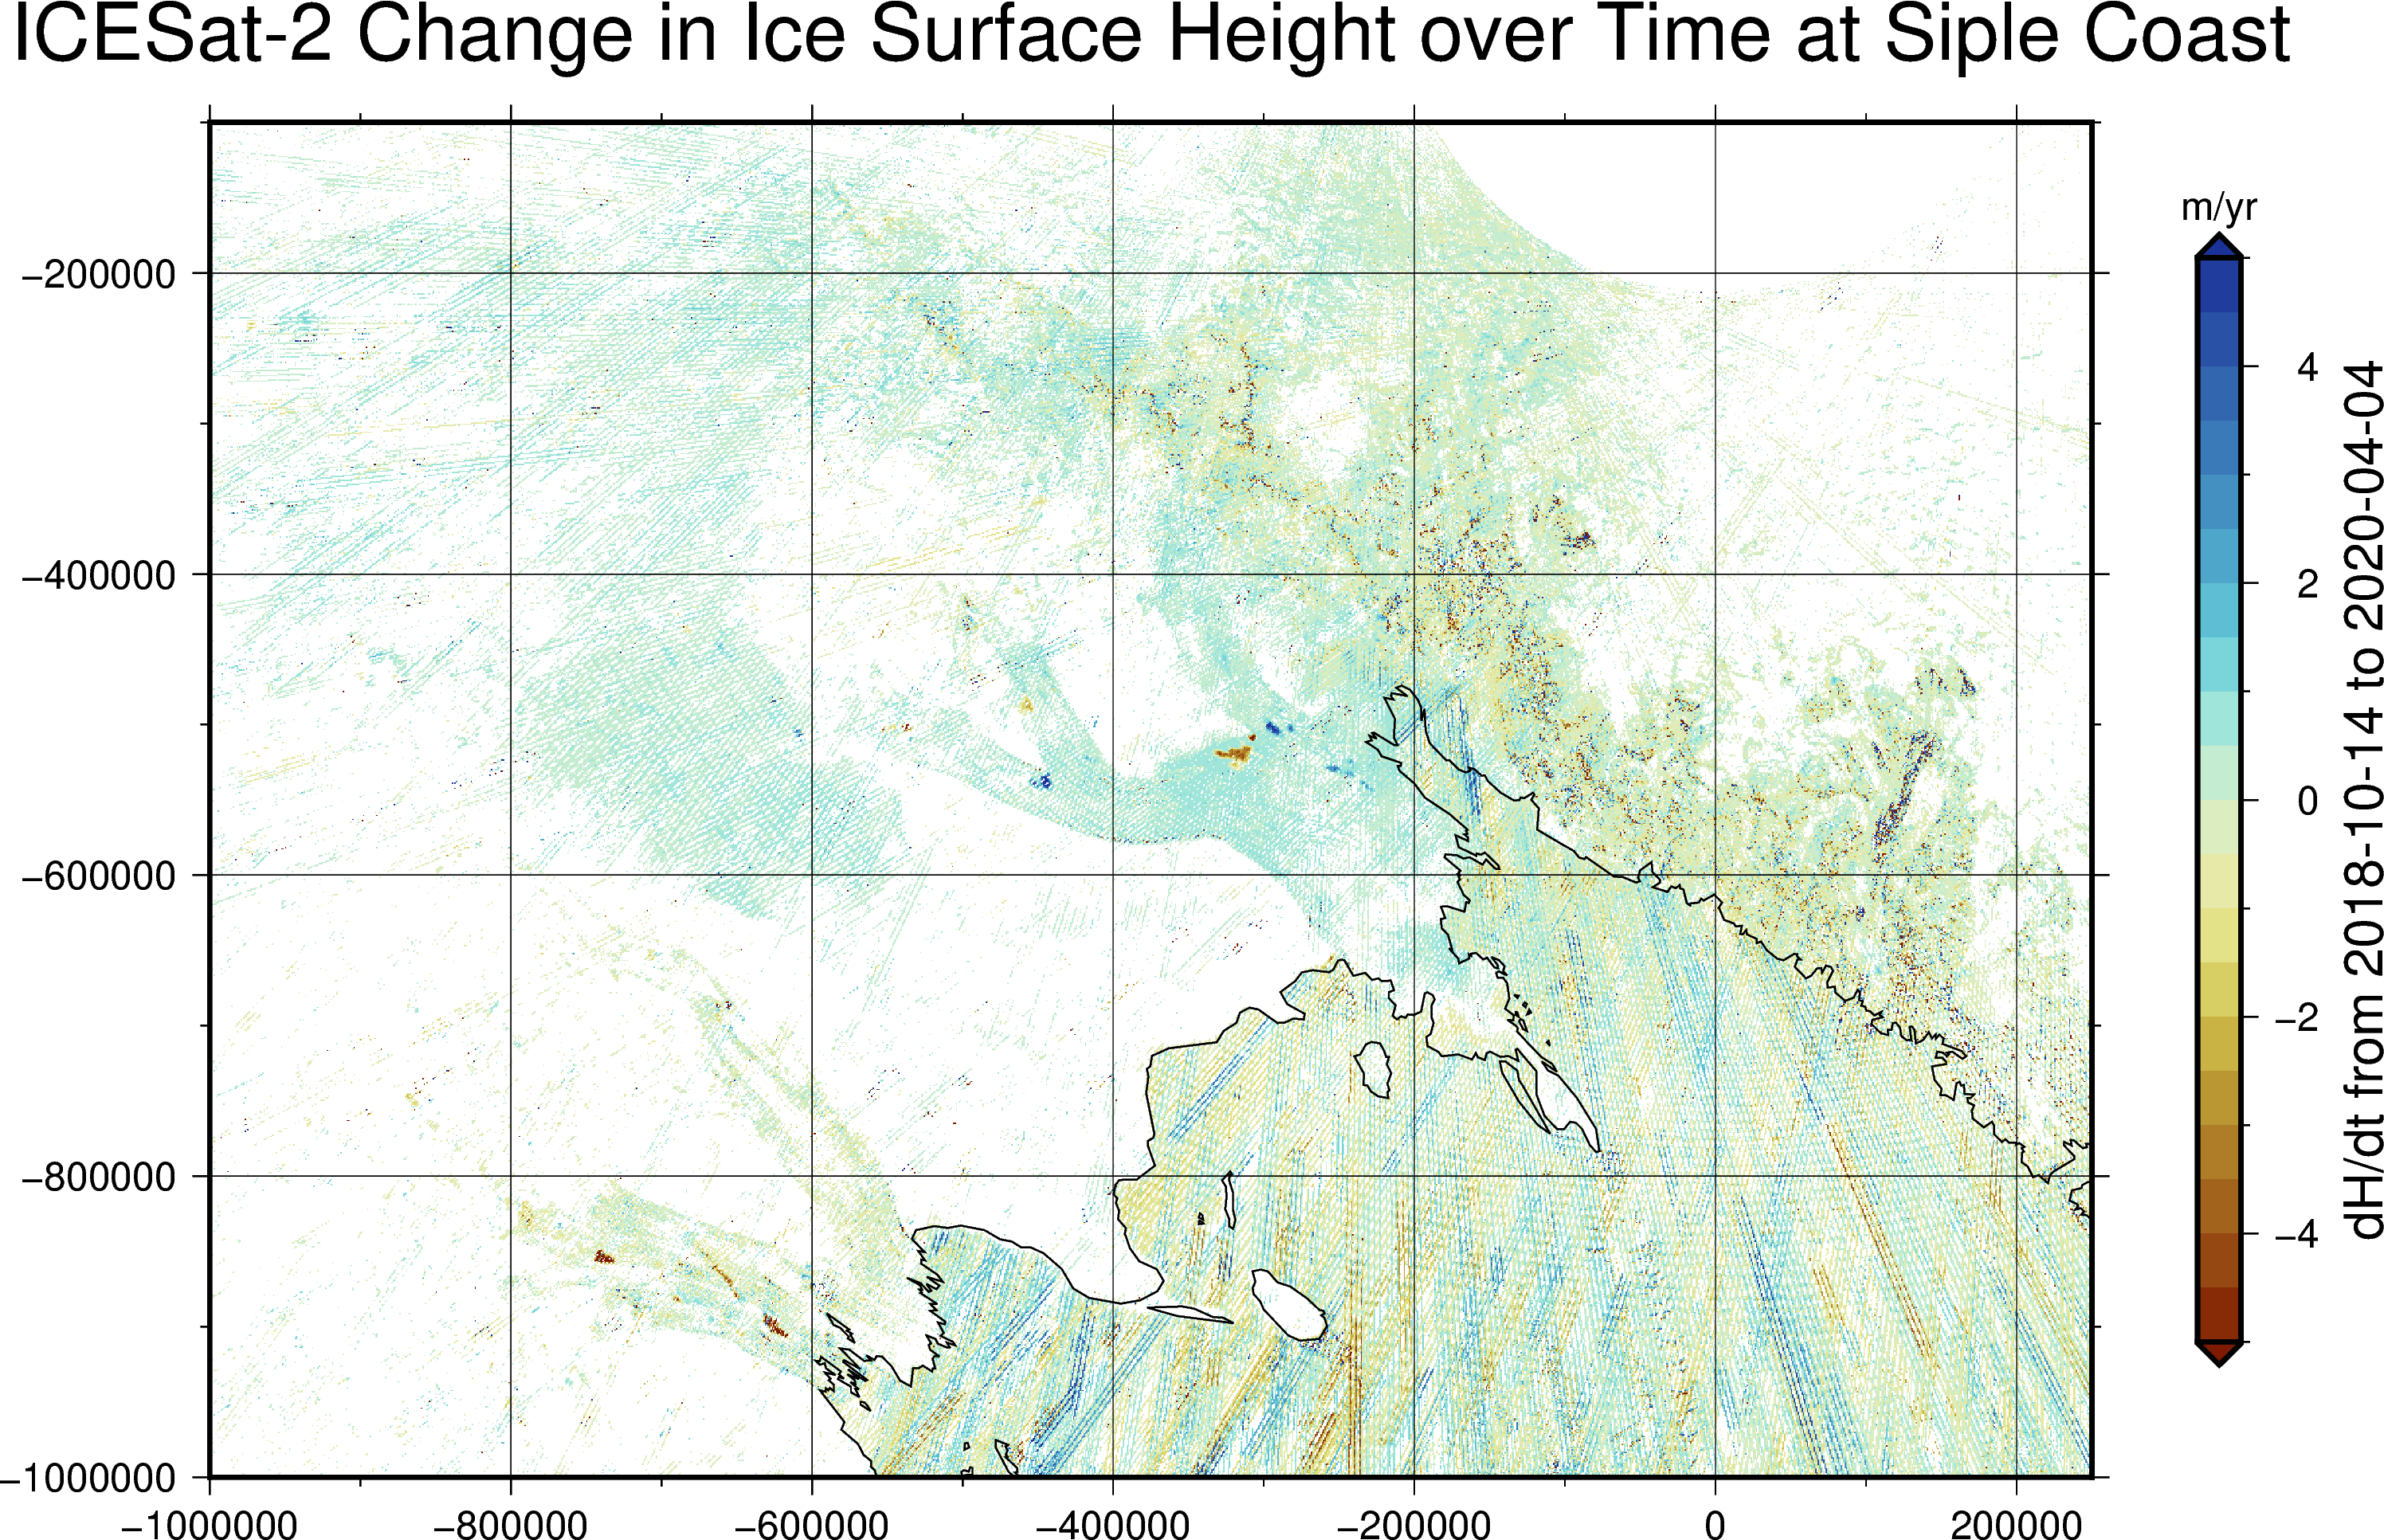 ICESat-2 Change in Ice Surface Height over Time at Siple Coast
m/yr
−200000
−400000
−600000
−800000
−1000000
−1000000 −800000 −600000 −400000 −200000 0 200000
4
2
0
−2
−4
dH/dt from 2018-10-14 to 2020-04-04